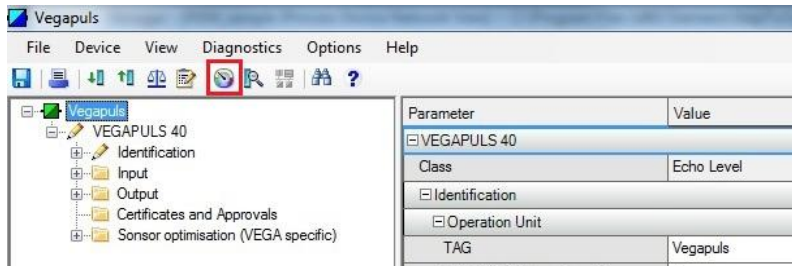 Vegapuls
File Device View Diagnostics Options Help
?
Vegapuls
VEGAPULS 40
Identification
Input
Output
Certificates and Approvals
Sonsor optimisation (VEGA specific)
Parameter Value
VEGAPULS 40
Class Echo Level
Identification
Operation Unit
TAG Vegapuls